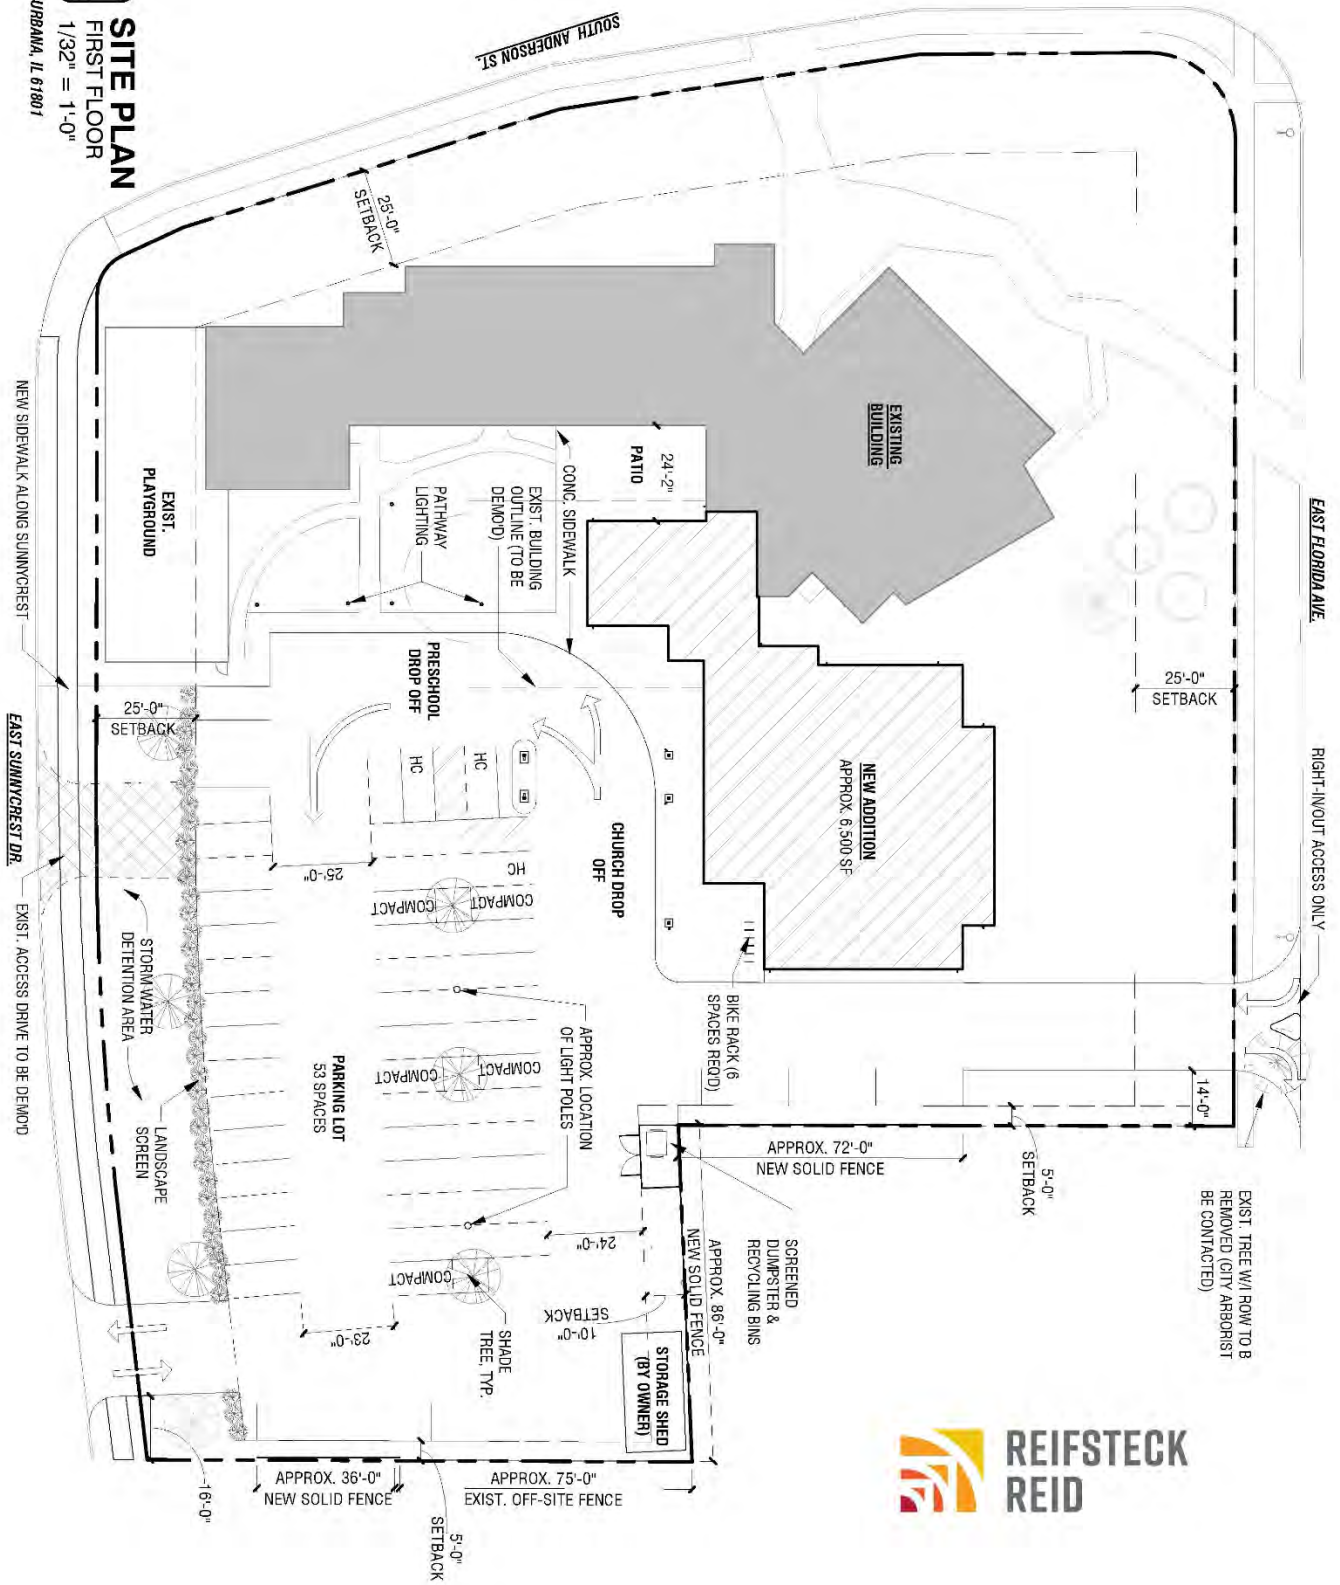 SITE PLAN
FIRST FLOOR
1/32" = 1'-0"
URBANA, IL 61801
SOUTH ANDERSON ST.
25'-0"
SETBACK
EAST FLORIDA AVE.
EXISTING
BUILDING
24'-2"
PATIO
CONC. SIDEWALK
EXIST. BUILDING
OUTLINE (TO BE
DEMO'D)
PATHWAY
LIGHTING
EXIST.
PLAYGROUND
NEW SIDEWALK ALONG SUNNYCREST
25'-0"
SETBACK
RIGHT-IN/OUT ACCESS ONLY
NEW ADDITION
APPROX. 6,500 SF
PRESCHOOL
DROP OFF
HC
HC
HC
CHURCH DROP
OFF
25'-0"
SETBACK
EAST SUNNYCREST DR.
25'-0"
COMPACT
COMPACT
BIKE RACK (6
SPACES REQ'D)
EXIST. ACCESS DRIVE TO BE DEMO'D
STORM WATER
DETENTION AREA
LANDSCAPE
SCREEN
PARKING LOT
53 SPACES
APPROX. LOCATION
OF LIGHT POLES
COMPACT
COMPACT
14'-0"
APPROX. 72'-0"
NEW SOLID FENCE
5'-0"
SETBACK
EXIST. TREE W/I ROW TO B
REMOVED (CITY ARBORIST
BE CONTACTED)
SCREENED
DUMPSTER &
RECYCLING BINS
APPROX. 86'-0"
NEW SOLID FENCE
24'-0"
10'-0"
SETBACK
COMPACT
SHADE
TREE, TYP.
23'-0"
STORAGE SHED
(BY OWNER)
16'-0"
APPROX. 36'-0"
NEW SOLID FENCE
APPROX. 75'-0"
EXIST. OFF-SITE FENCE
5'-0"
SETBACK
REIFSTECK
REID